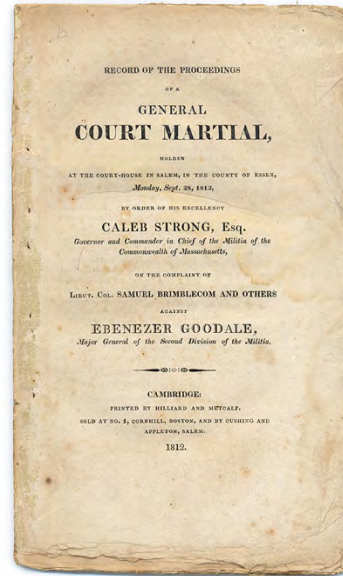 RECORD OF THE PROCEEDINGS
OF A
GENERAL
COURT MARTIAL,
HOLDEN
AT THE COURT-HOUSE IN SALEM, IN THE COUNTY OF ESSEX,
Monday, Sept. 28, 1812,
BY ORDER OF HIS EXCELLENCY
CALEB STRONG, Esq.
Governor and Commander in Chief of the Militia of the
Commonwealth of Massachusetts,
ON THE COMPLAINT OF
LIEUT. COL. SAMUEL BRIMBLECOM AND OTHERS
AGAINST
EBENEZER GOODALE,
Major General of the Second Division of the Militia.
CAMBRIDGE:
PRINTED BY HILLIARD AND METCALF.
SOLD AT NO. 1, CORNHILL, BOSTON, AND BY CUSHING AND
APPLETON, SALEM.
1812.